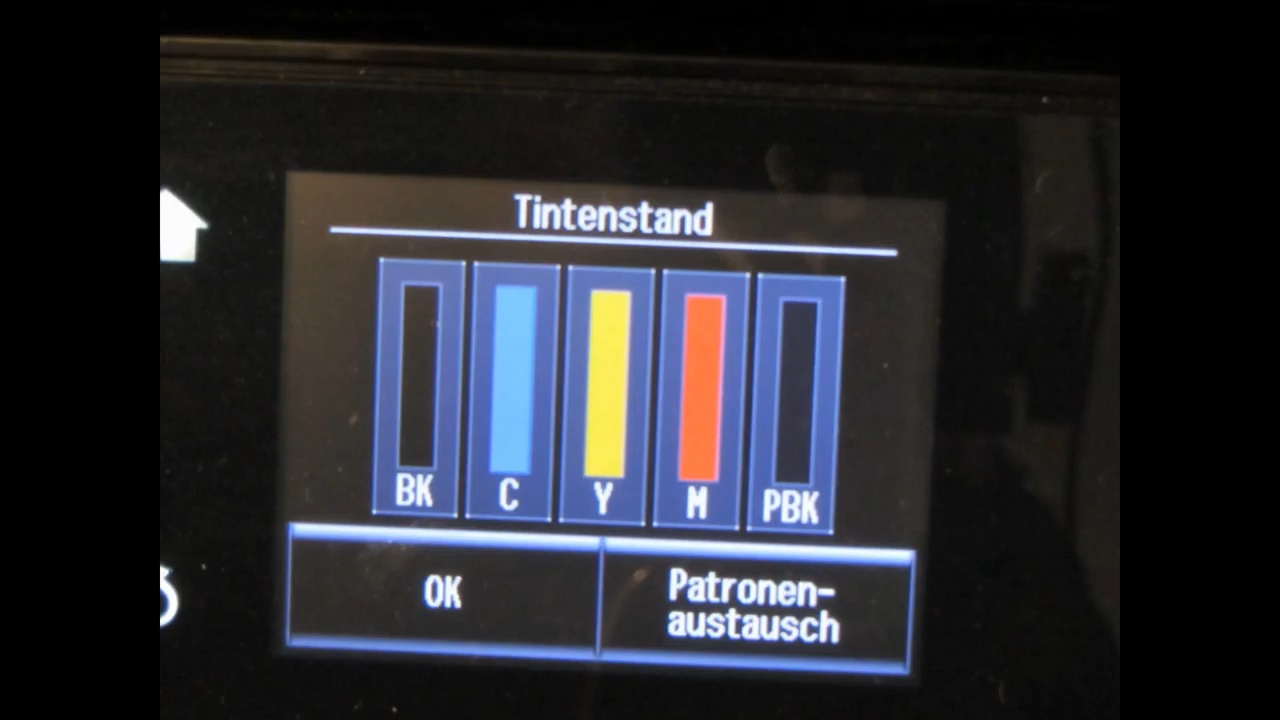 Tintenstand
BK C Y M PBK
OK
Patronen-
austausch